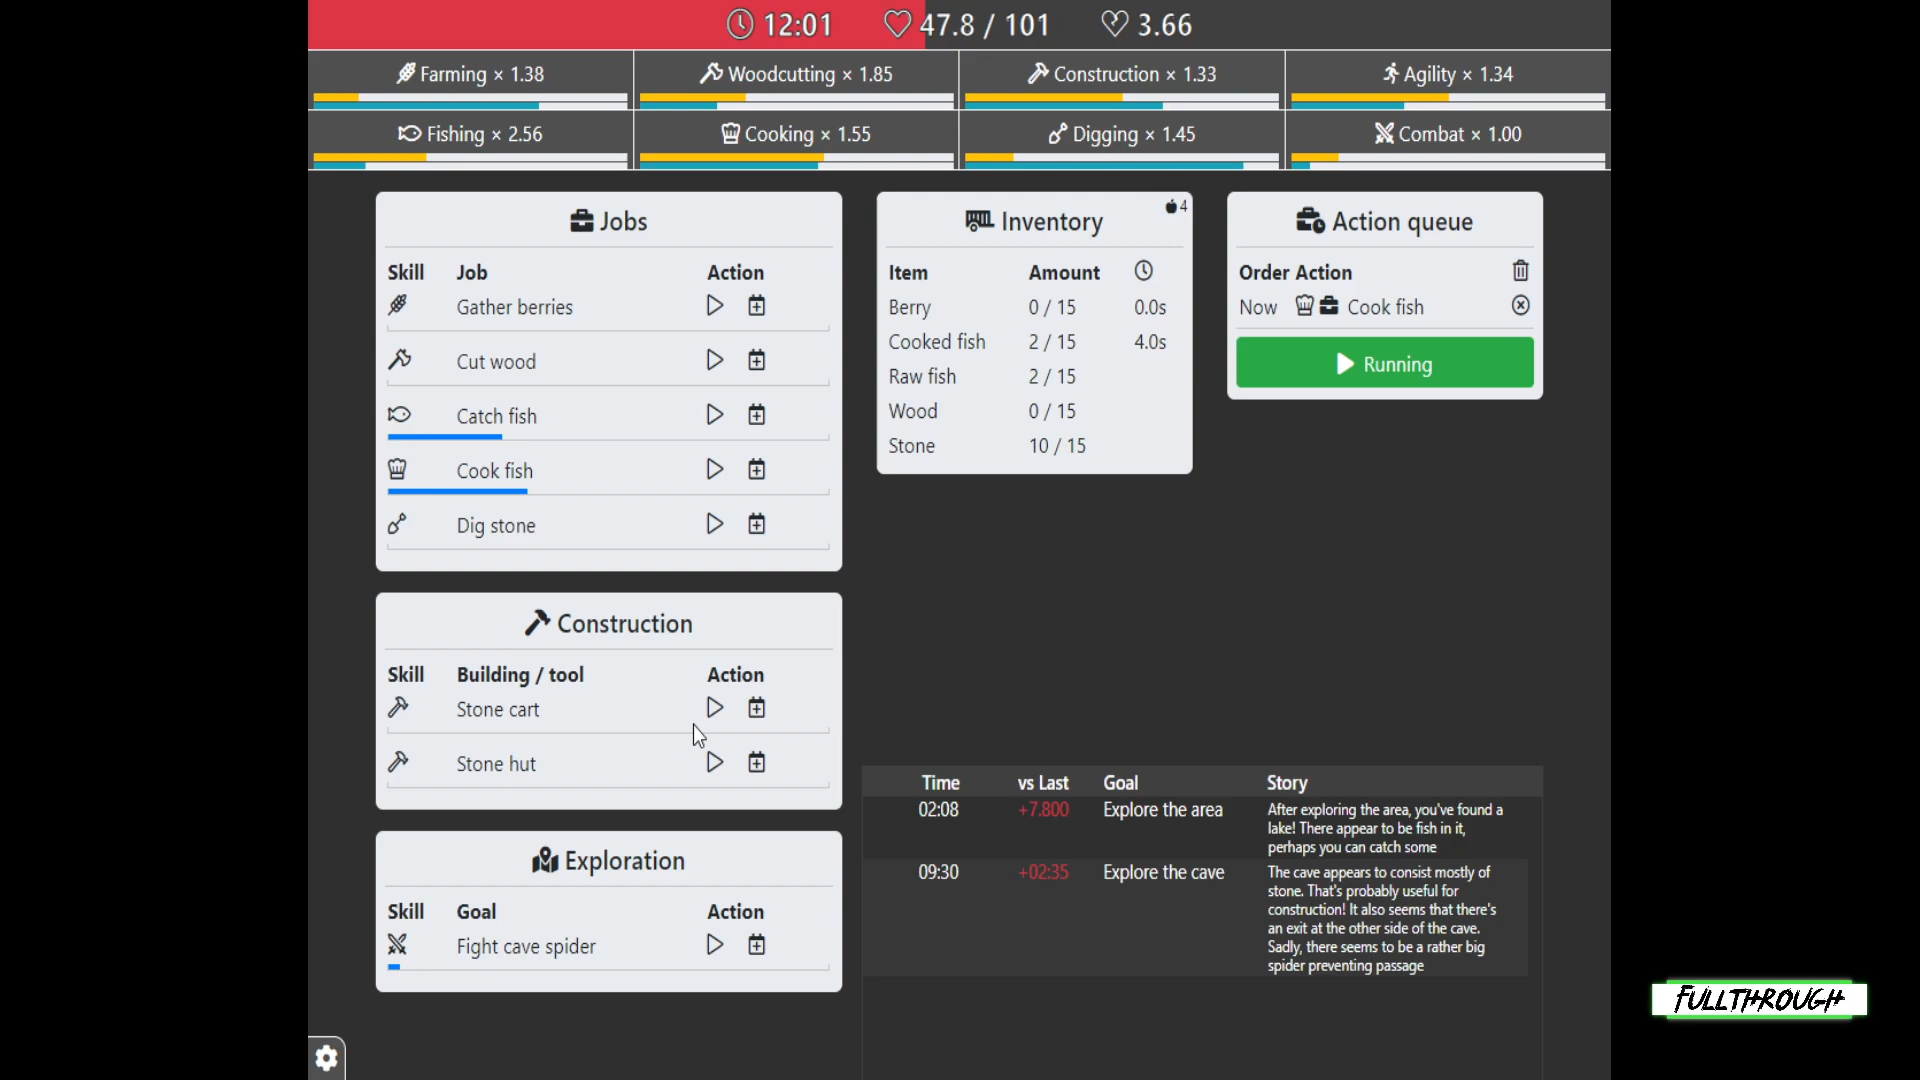 12:01 47.8 / 101 3.66
Farming × 1.38 Woodcutting × 1.85 Construction × 1.33 Agility × 1.34
Fishing × 2.56 Cooking × 1.55 Digging × 1.45 Combat × 1.00
Jobs
Skill Job Action
Gather berries
Cut wood
Catch fish
Cook fish
Dig stone
Construction
Skill Building / tool Action
Stone cart
Stone hut
Exploration
Skill Goal Action
Fight cave spider
Inventory 4
Item Amount
Berry 0 / 15 0.0s
Cooked fish 2 / 15 4.0s
Raw fish 2 / 15
Wood 0 / 15
Stone 10 / 15
Action queue
Order Action
Now Cook fish
Running
Time vs Last Goal Story
02:08 +7.800 Explore the area After exploring the area, you've found a
lake! There appear to be fish in it,
perhaps you can catch some
09:30 +02:35 Explore the cave The cave appears to consist mostly of
stone. That's probably useful for
construction! It also seems that there's
an exit at the other side of the cave.
Sadly, there seems to be a rather big
spider preventing passage
FULLTHROUGH